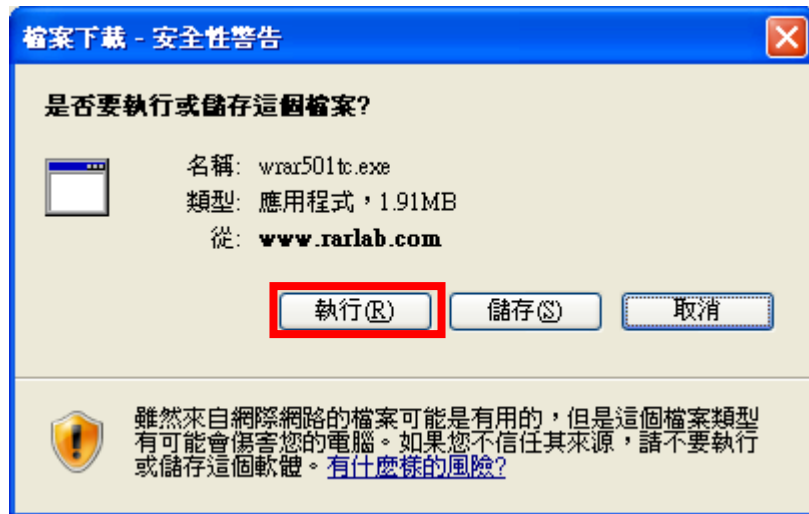 檔案下載 - 安全性警告
是否要執行或儲存這個檔案?
名稱: wrar501tc.exe
類型: 應用程式，1.91MB
從: www.rarlab.com
執行(R) 儲存(S) 取消
雖然來自網際網路的檔案可能是有用的，但是這個檔案類型
有可能會傷害您的電腦。如果您不信任其來源，請不要執行
或儲存這個軟體。有什麼樣的風險?